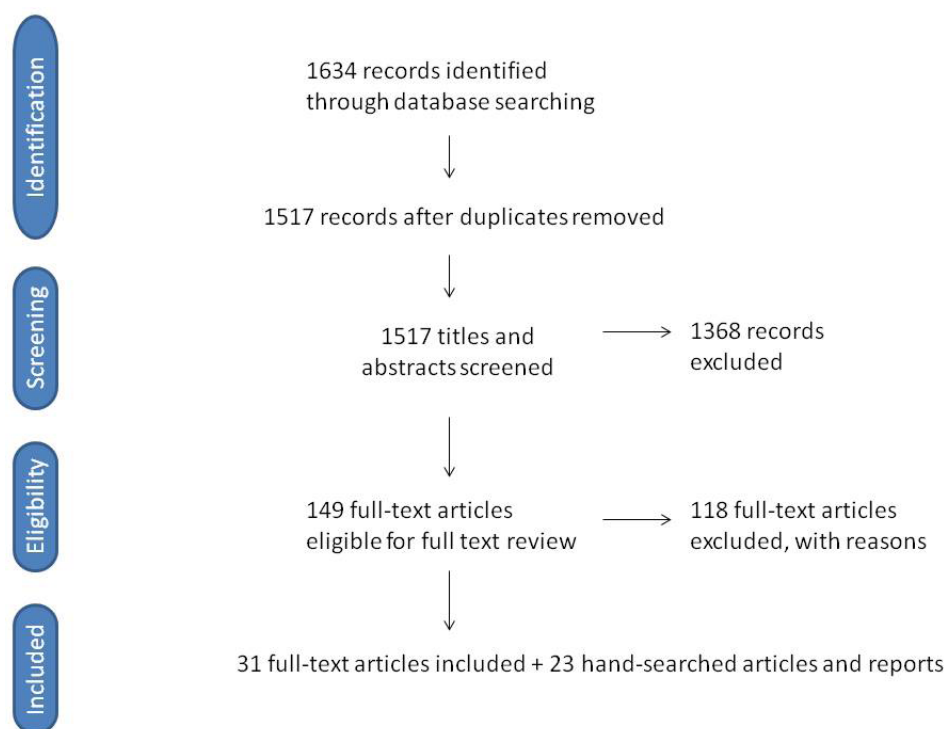 Identification
1634 records identified
through database searching
1517 records after duplicates removed
Screening
1517 titles and
abstracts screened
1368 records
excluded
Eligibility
149 full-text articles
eligible for full text review
118 full-text articles
excluded, with reasons
Included
31 full-text articles included + 23 hand-searched articles and reports